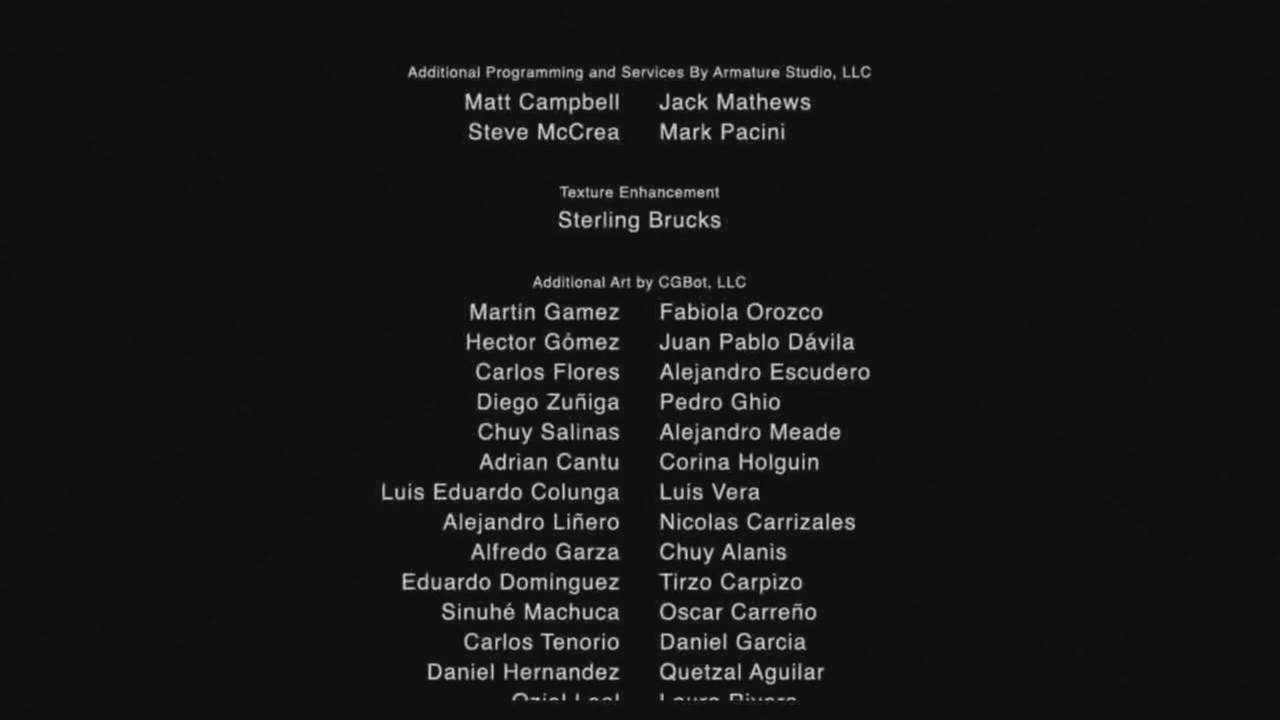 Additional Programming and Services By Armature Studio, LLC
Matt Campbell Jack Mathews
Steve McCrea Mark Pacini
Texture Enhancement
Sterling Brucks
Additional Art by CGBot, LLC
Martín Gamez Fabiola Orozco
Hector Gómez Juan Pablo Dávila
Carlos Flores Alejandro Escudero
Diego Zuñiga Pedro Ghio
Chuy Salinas Alejandro Meade
Adrian Cantu Corina Holguin
Luis Eduardo Colunga Luis Vera
Alejandro Liñero Nicolas Carrizales
Alfredo Garza Chuy Alanis
Eduardo Dominguez Tirzo Carpizo
Sinuhé Machuca Oscar Carreño
Carlos Tenorio Daniel Garcia
Daniel Hernandez Quetzal Aguilar